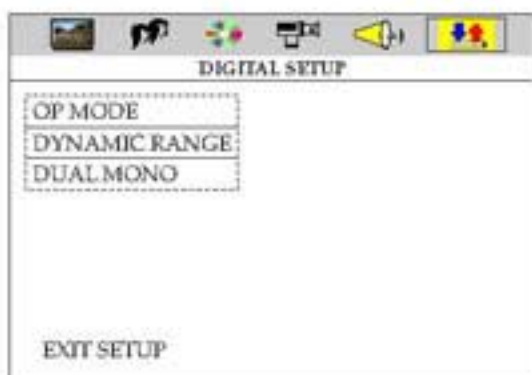 DIGITAL SETUP
OP MODE
DYNAMIC RANGE
DUAL MONO
EXIT SETUP